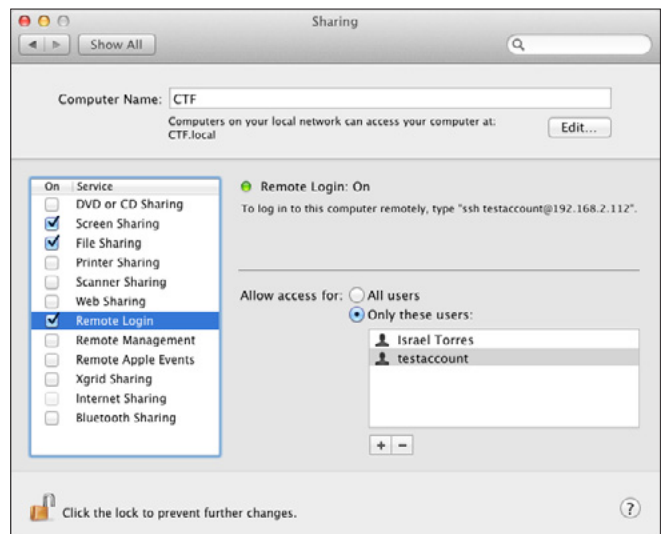 Sharing
Show All
Computer Name: CTF
Computers on your local network can access your computer at:
CTF.local
Edit...
On Service
DVD or CD Sharing
Screen Sharing
File Sharing
Printer Sharing
Scanner Sharing
Web Sharing
Remote Login
Remote Management
Remote Apple Events
Xgrid Sharing
Internet Sharing
Bluetooth Sharing
Remote Login: On
To log in to this computer remotely, type "ssh testaccount@192.168.2.112".
Allow access for: All users
Only these users:
Israel Torres
testaccount
+ −
Click the lock to prevent further changes.
?